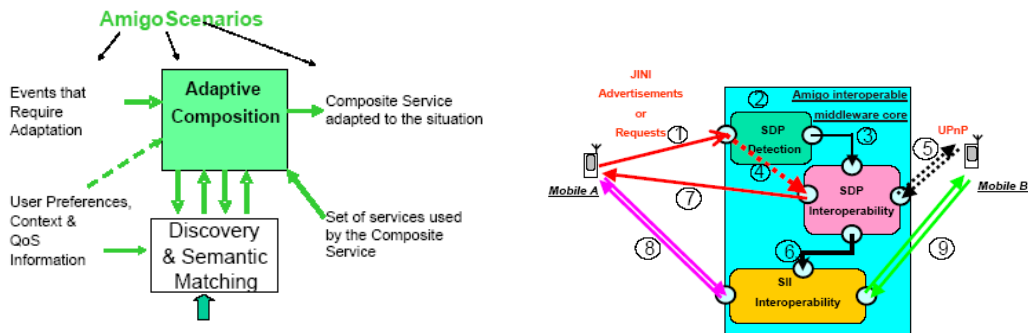 Amigo Scenarios
Events that
Require
Adaptation
Adaptive
Composition
Composite Service
adapted to the situation
User Preferences,
Context &
QoS
Information
Discovery
& Semantic
Matching
Set of services used
by the Composite
Service
JINI
Advertisements
or
Requests
Amigo interoperable
middleware core
1
2
SDP
Detection
3
4
UPnP
5
Mobile A
Mobile B
SDP
Interoperability
7
6
8
9
SII
Interoperability